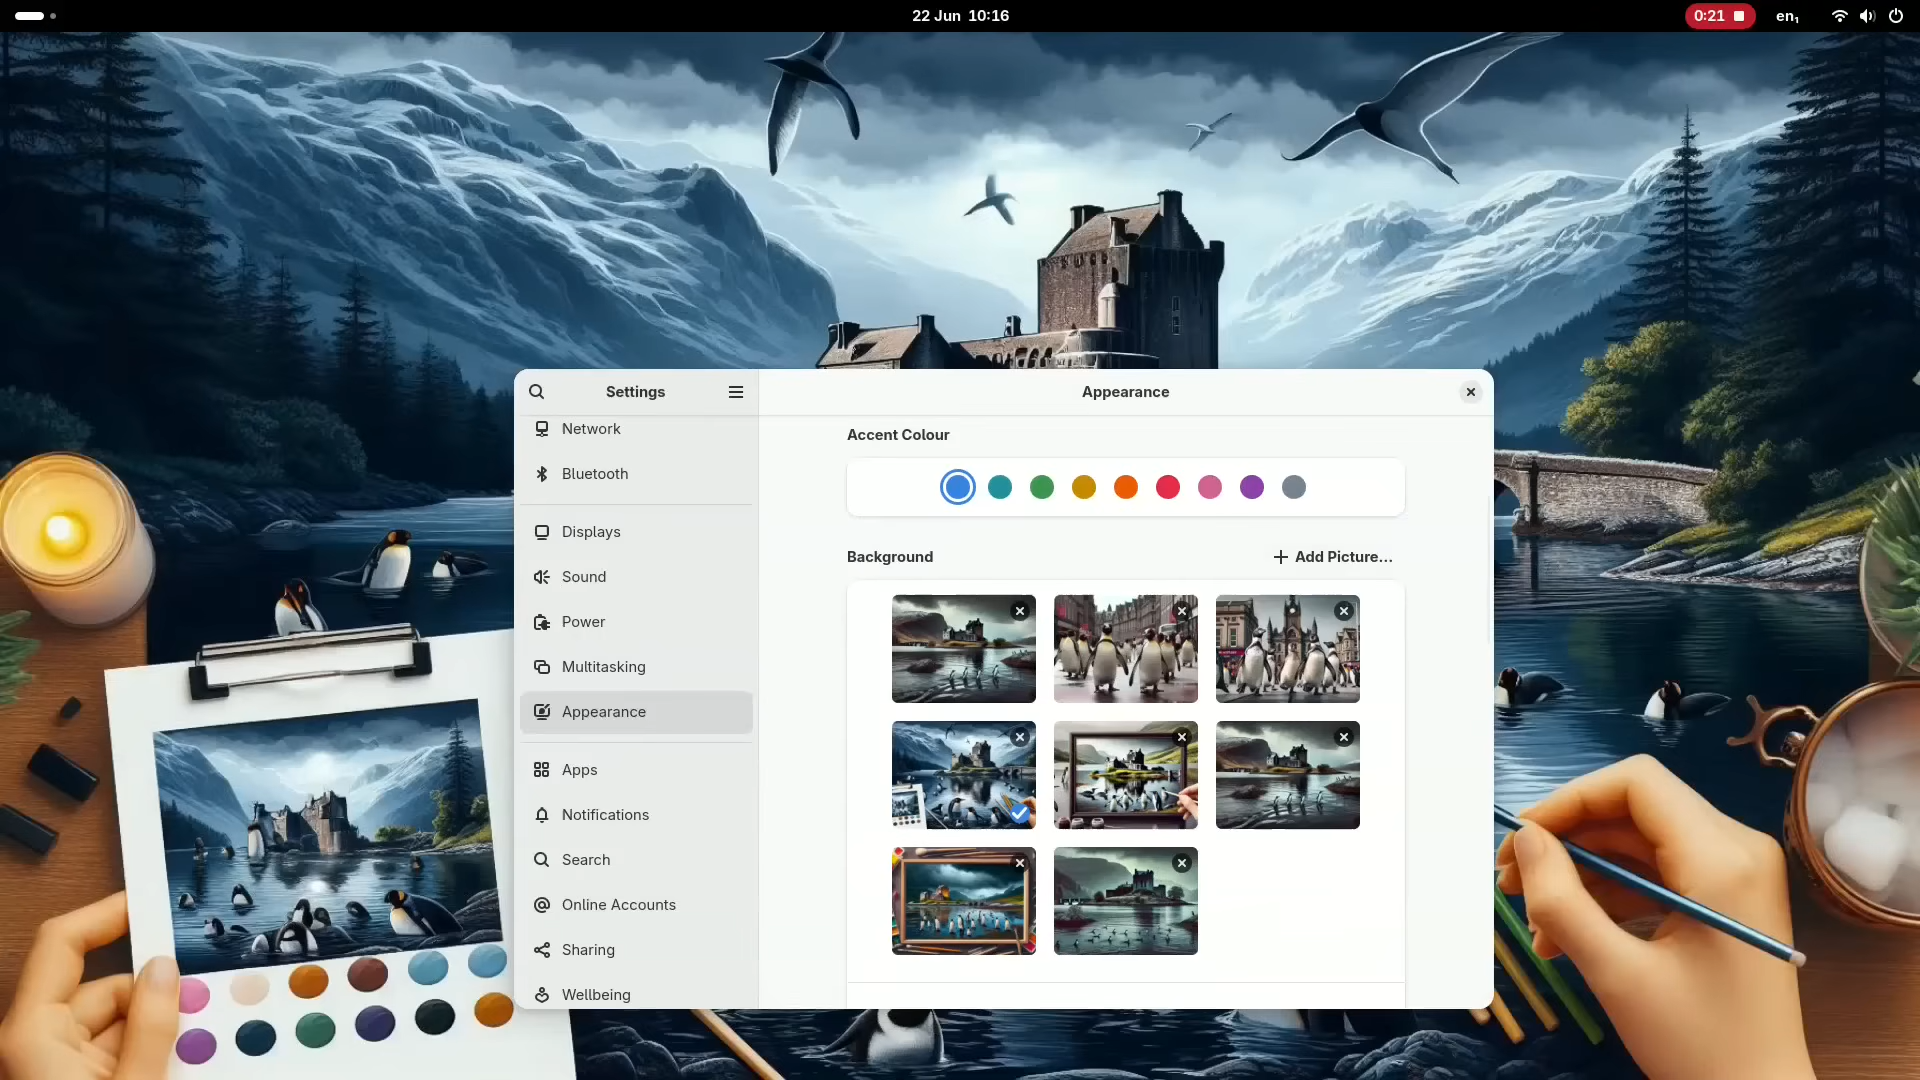 22 Jun 10:16
0:21
en₁
Settings
Appearance
Network
Bluetooth
Displays
Sound
Power
Multitasking
Appearance
Apps
Notifications
Search
Online Accounts
Sharing
Wellbeing
Accent Colour
Background
Add Picture...